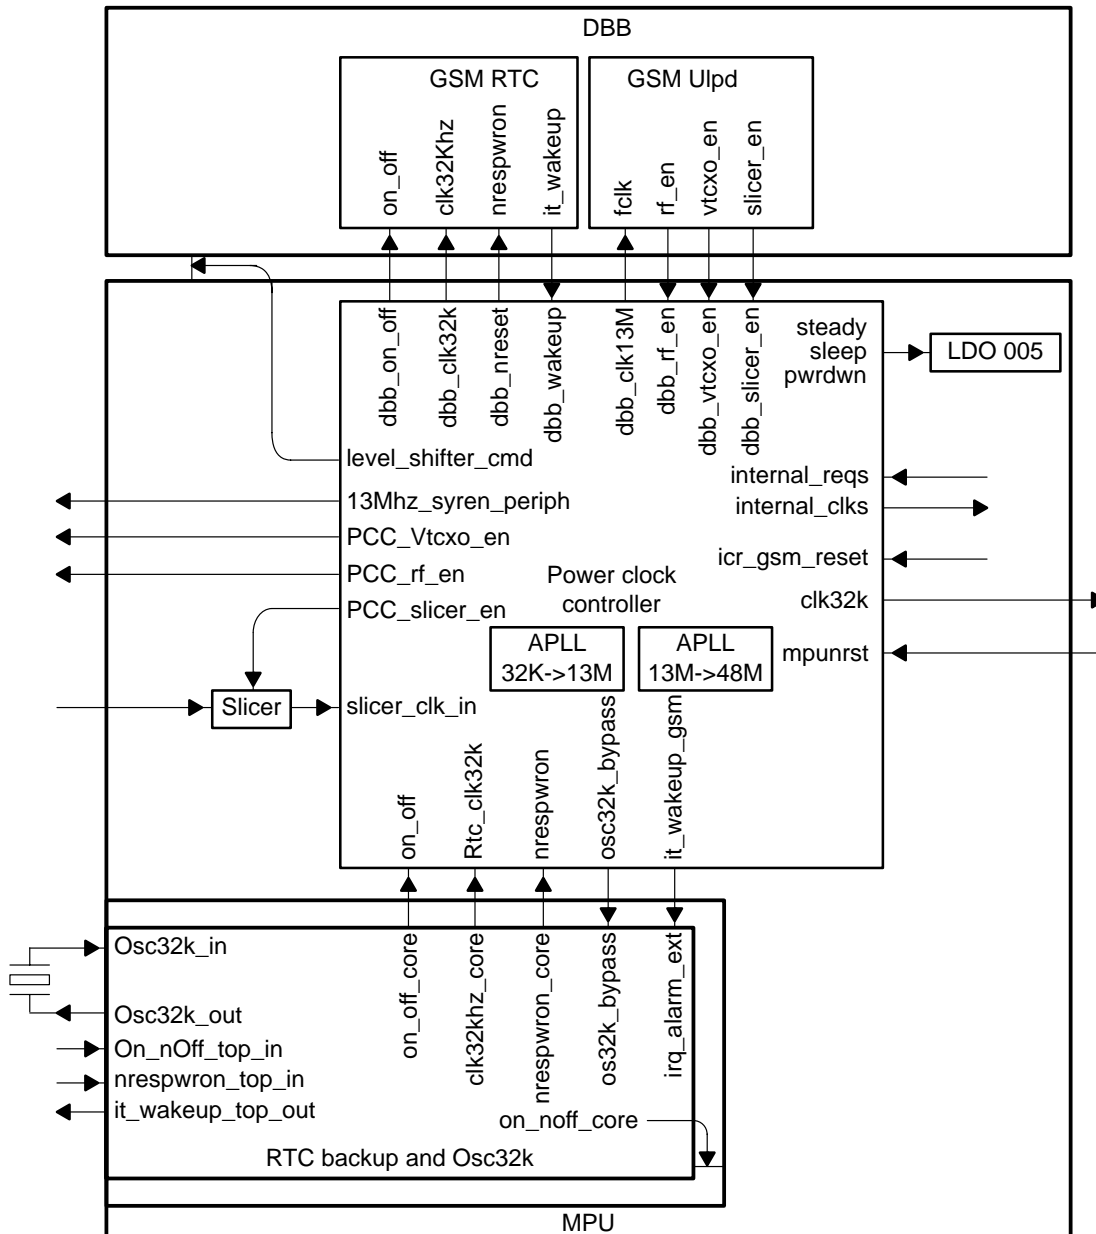 DBB
GSM RTC
GSM Ulpd
on_off
clk32Khz
nrespwron
it_wakeup
fclk
rf_en
vtcxo_en
slicer_en
dbb_on_off
dbb_clk32k
dbb_nreset
dbb_wakeup
dbb_clk13M
dbb_rf_en
dbb_vtcxo_en
dbb_slicer_en
steady
sleep
pwrdwn
LDO 005
level_shifter_cmd
13Mhz_syren_periph
PCC_Vtcxo_en
PCC_rf_en
PCC_slicer_en
internal_reqs
internal_clks
icr_gsm_reset
clk32k
mpunrst
Power clock
controller
APLL
32K->13M
APLL
13M->48M
Slicer
slicer_clk_in
on_off
Rtc_clk32k
nrespwron
osc32k_bypass
it_wakeup_gsm
on_off_core
clk32khz_core
nrespwron_core
os32k_bypass
irq_alarm_ext
Osc32k_in
Osc32k_out
On_nOff_top_in
nrespwron_top_in
it_wakeup_top_out
on_noff_core
RTC backup and Osc32k
MPU